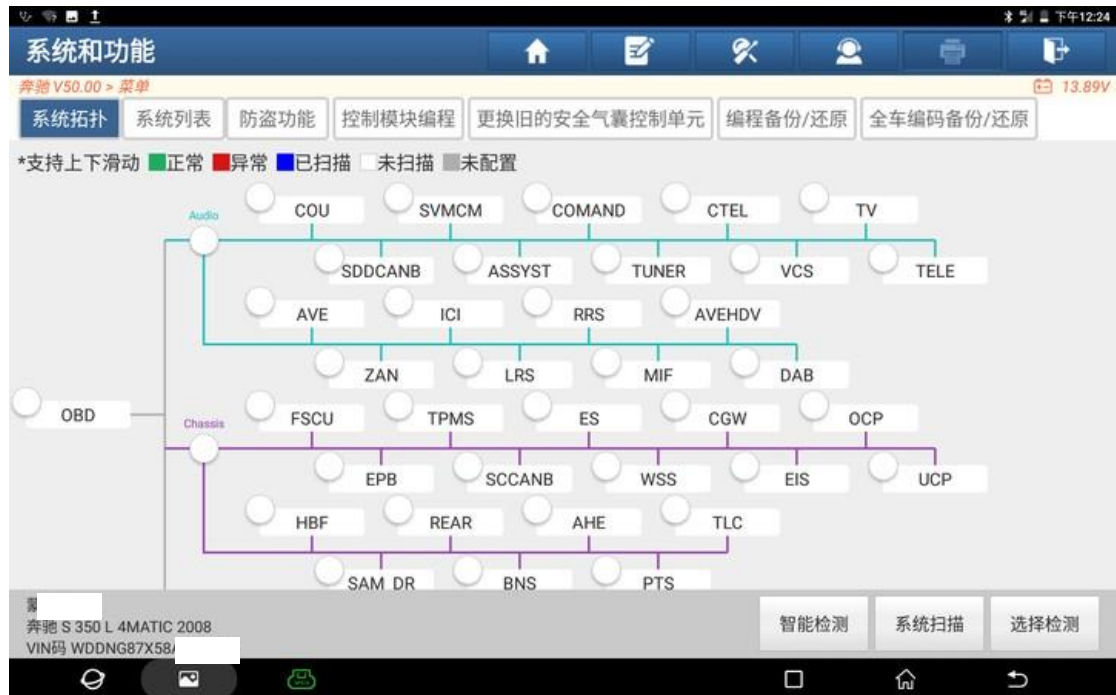 下午12:24
系统和功能
奔驰 V50.00 > 菜单
13.89V
系统拓扑 系统列表 防盗功能 控制模块编程 更换旧的安全气囊控制单元 编程备份/还原 全车编码备份/还原
*支持上下滑动 正常 异常 已扫描 未扫描 未配置
Audio
COU SVMCM COMAND CTEL TV
SDDCANB ASSYST TUNER VCS TELE
AVE ICI RRS AVEHDV
ZAN LRS MIF DAB
OBD
Chassis
FSCU TPMS ES CGW OCP
EPB SCCANB WSS EIS UCP
HBF REAR AHE TLC
SAM_DR BNS PTS
蒙
奔驰 S 350 L 4MATIC 2008
VIN码 WDDNG87X58A
智能检测 系统扫描 选择检测